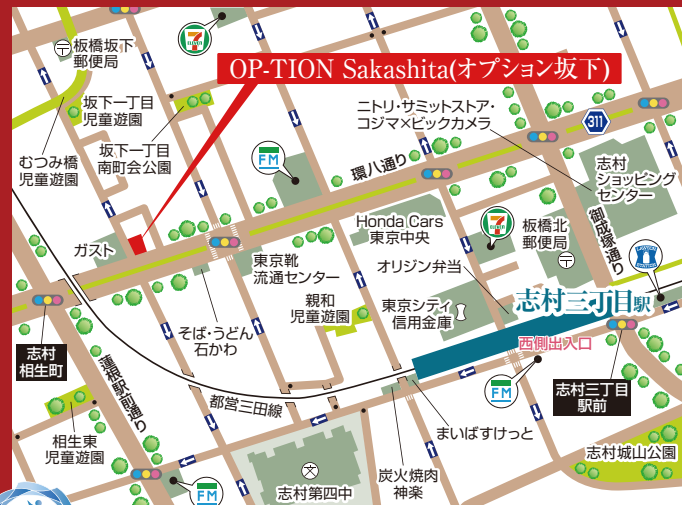 板橋坂下
郵便局
7
ELEVEN
OP-TION Sakashita(オプション坂下)
坂下一丁目
児童遊園
坂下一丁目
南町会公園
むつみ橋
児童遊園
FM
ニトリ・サミットストア・
コジマ×ビックカメラ
311
環八通り
志村
ショッピング
センター
御成塚通り
ガスト
Honda Cars
東京中央
7
ELEVEN
板橋北
郵便局
東京靴
流通センター
オリジン弁当
親和
児童遊園
東京シティ
信用金庫
志村三丁目駅
西側出入口
志村
相生町
そば・うどん
石かわ
蓮根駅前通り
都営三田線
FM
志村三丁目
駅前
まいばすけっと
相生東
児童遊園
炭火焼肉
神楽
志村城山公園
文
志村第四中
FM